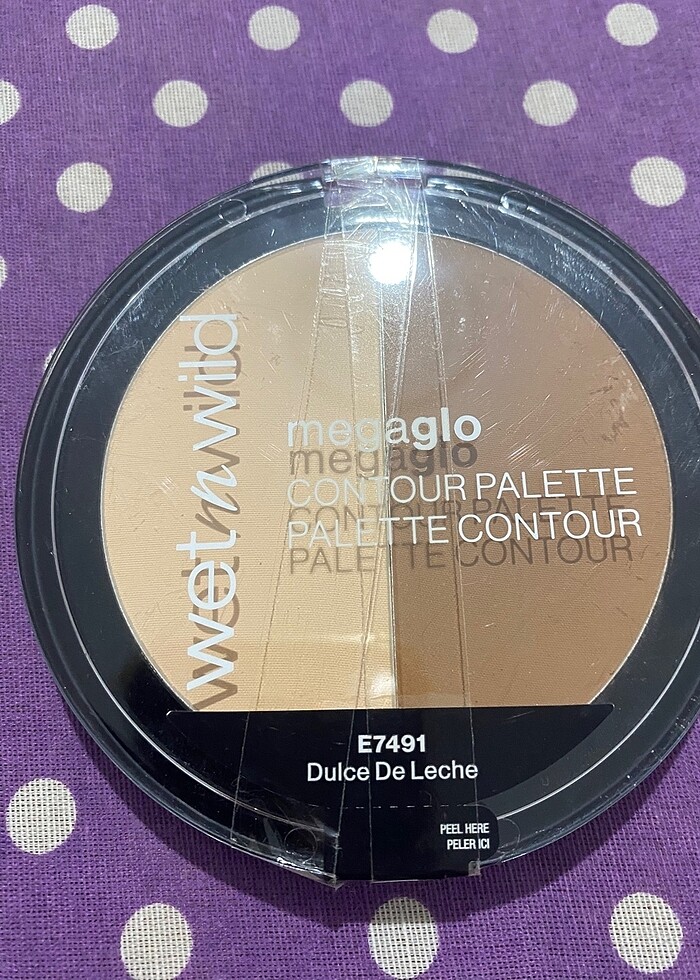 wet n wild
megaglo
CONTOUR PALETTE
PALETTE CONTOUR
E7491
Dulce De Leche
PEEL HERE
PELER ICI